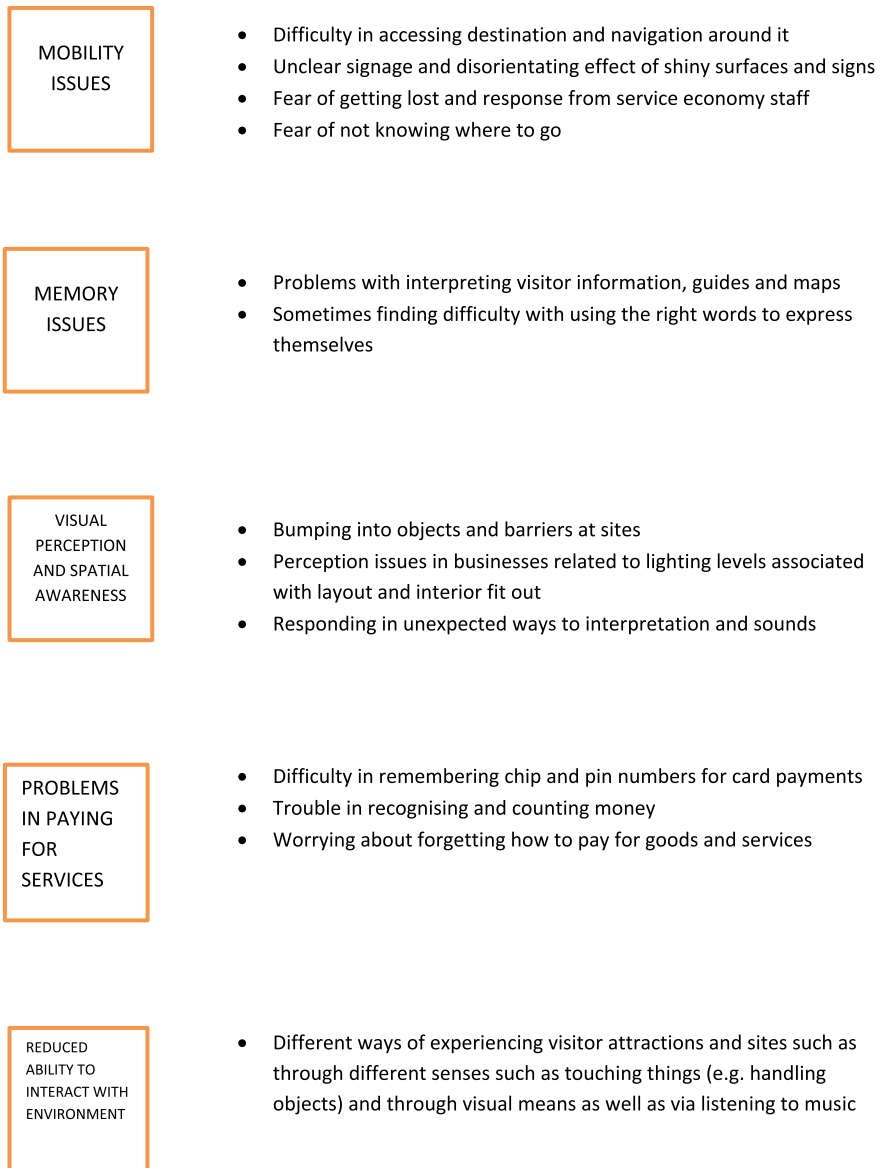 MOBILITY
ISSUES
• Difficulty in accessing destination and navigation around it
• Unclear signage and disorientating effect of shiny surfaces and signs
• Fear of getting lost and response from service economy staff
• Fear of not knowing where to go
MEMORY
ISSUES
• Problems with interpreting visitor information, guides and maps
• Sometimes finding difficulty with using the right words to express
themselves
VISUAL
PERCEPTION
AND SPATIAL
AWARENESS
• Bumping into objects and barriers at sites
• Perception issues in businesses related to lighting levels associated
with layout and interior fit out
• Responding in unexpected ways to interpretation and sounds
PROBLEMS
IN PAYING
FOR
SERVICES
• Difficulty in remembering chip and pin numbers for card payments
• Trouble in recognising and counting money
• Worrying about forgetting how to pay for goods and services
REDUCED
ABILITY TO
INTERACT WITH
ENVIRONMENT
• Different ways of experiencing visitor attractions and sites such as
through different senses such as touching things (e.g. handling
objects) and through visual means as well as via listening to music